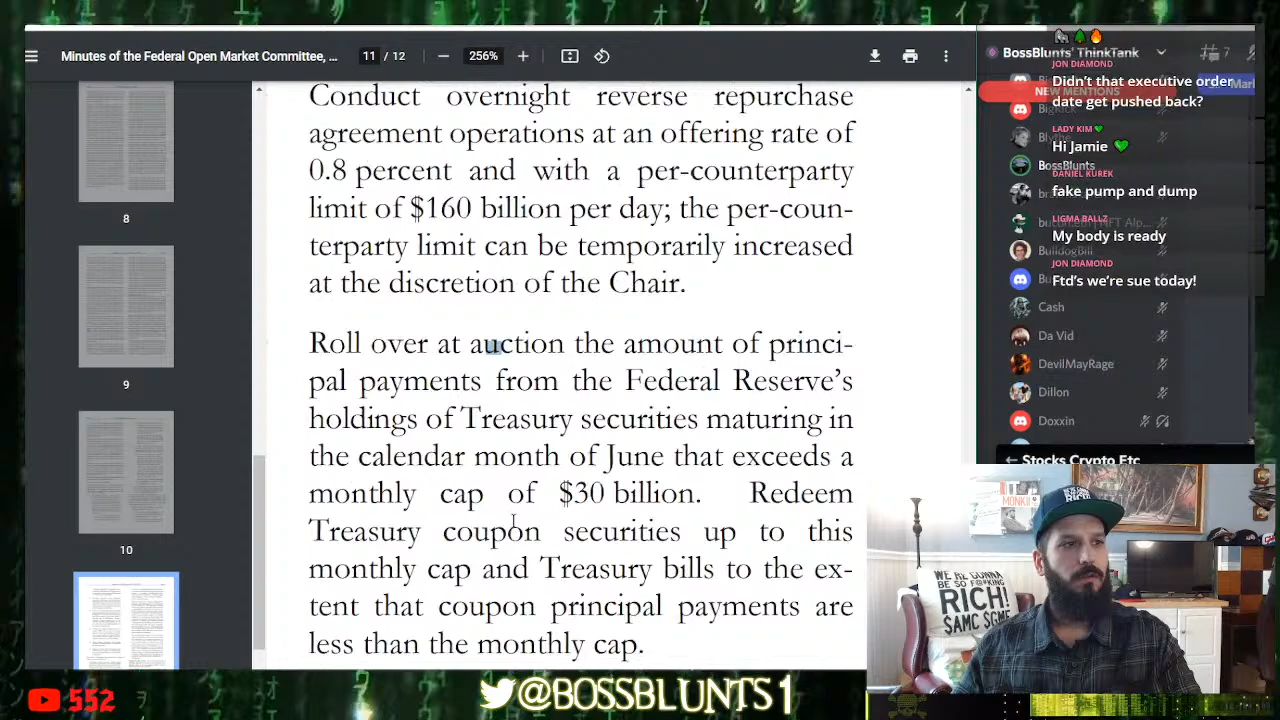 Minutes of the Federal Open Market Committee, ...
11 / 12
256%
8
9
10
Conduct overnight reverse repurchase
agreement operations at an offering rate of
0.8 percent and with a per-counterparty
limit of $160 billion per day; the per-coun-
terparty limit can be temporarily increased
at the discretion of the Chair.
Roll over at auction the amount of princi-
pal payments from the Federal Reserve’s
holdings of Treasury securities maturing in
the calendar month of June that exceeds a
monthly cap of $30 billion. Redeem
Treasury coupon securities up to this
monthly cap and Treasury bills to the ex-
tent that coupon principal payments are
less than the monthly cap.
BossBlunts' ThinkTank
7
JON DIAMOND
Didn't that executive order
date get pushed back?
NEW MENTIONS
LADY KIM
Hi Jamie
DANIEL KUREK
fake pump and dump
LIGMA BALLZ
My body is ready
JON DIAMOND
Ftd's we're sue today!
Blythe
BossBlunts
BulldogBill
Cash
Da Vid
DevilMayRage
Dillon
Doxxin
← Stocks Crypto Etc
WE'RE GONNA
BE SO F*CKING
RICH!
552
@BOSSBLUNTS1